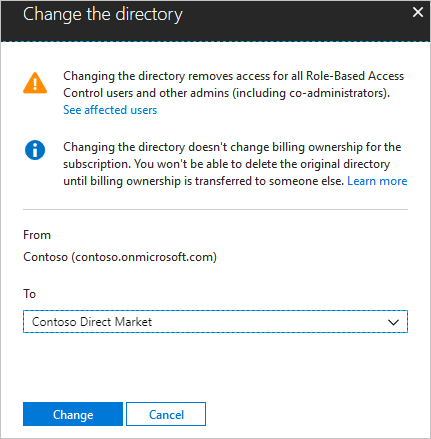 Change the directory
Changing the directory removes access for all Role-Based Access
Control users and other admins (including co-administrators).
See affected users
Changing the directory doesn't change billing ownership for the
subscription. You won't be able to delete the original directory
until billing ownership is transferred to someone else. Learn more
From
Contoso (contoso.onmicrosoft.com)
To
Contoso Direct Market
Change
Cancel